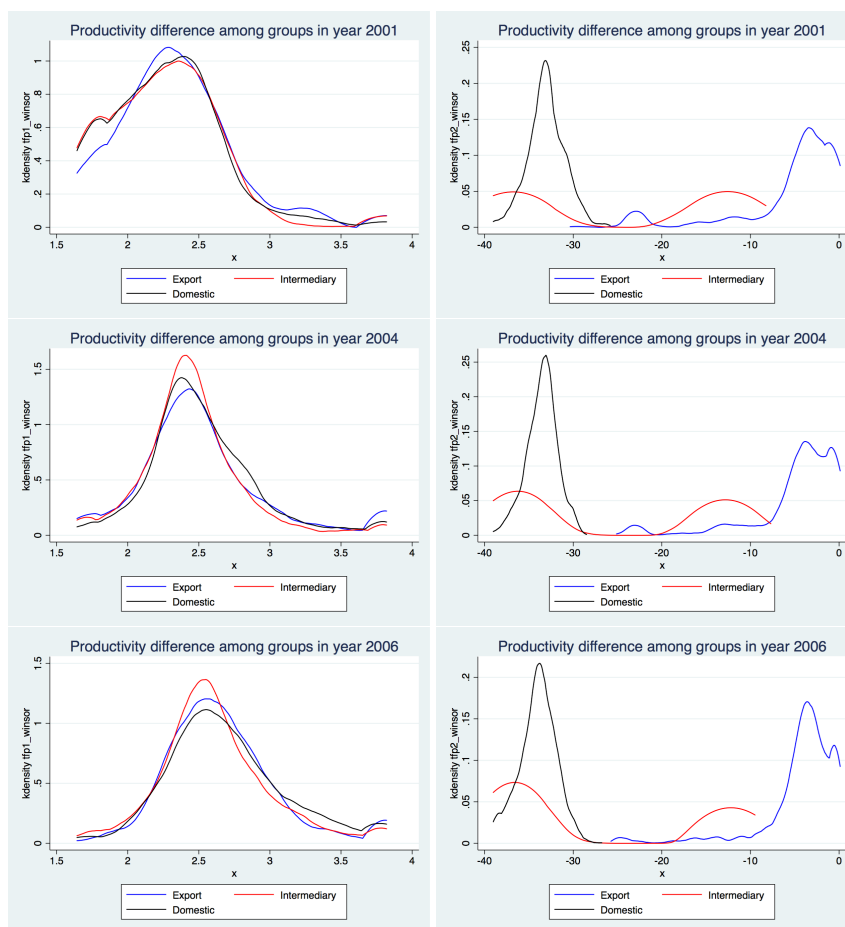 Productivity difference among groups in year 2001
kdensity tfp1_winsor
0 .2 .4 .6 .8 1
1.5 2 2.5 3 3.5 4
x
Export Intermediary
Domestic
Productivity difference among groups in year 2001
kdensity tfp2_winsor
0 .05 .1 .15 .2 .25
-40 -30 -20 -10 0
x
Export Intermediary
Domestic
Productivity difference among groups in year 2004
kdensity tfp1_winsor
0 .5 1 1.5
1.5 2 2.5 3 3.5 4
x
Export Intermediary
Domestic
Productivity difference among groups in year 2004
kdensity tfp2_winsor
0 .05 .1 .15 .2 .25
-40 -30 -20 -10 0
x
Export Intermediary
Domestic
Productivity difference among groups in year 2006
kdensity tfp1_winsor
0 .5 1 1.5
1.5 2 2.5 3 3.5 4
x
Export Intermediary
Domestic
Productivity difference among groups in year 2006
kdensity tfp2_winsor
0 .05 .1 .15 .2
-40 -30 -20 -10 0
x
Export Intermediary
Domestic